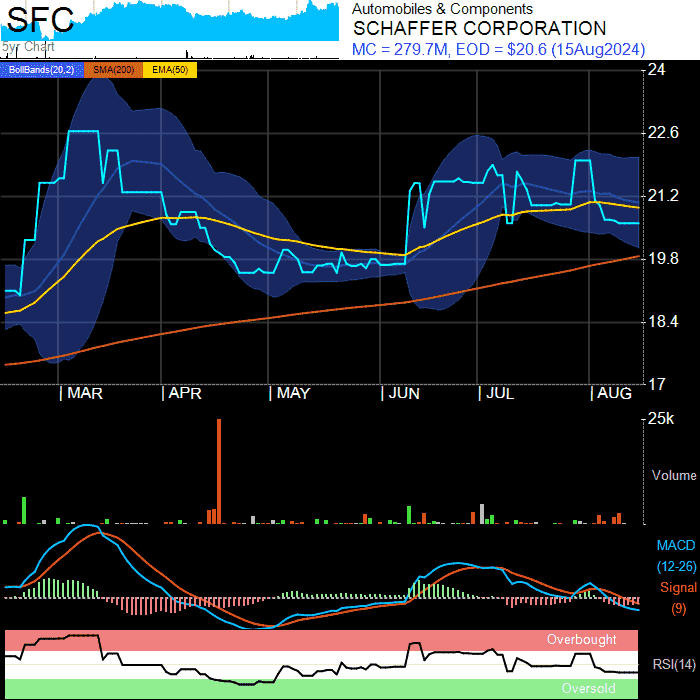 SFC
5yr Chart
Automobiles & Components
SCHAFFER CORPORATION
MC = 279.7M, EOD = $20.6 (15Aug2024)
BollBands(20,2) SMA(200) EMA(50)
24
22.6
21.2
19.8
18.4
17
MAR APR MAY JUN JUL AUG
25k
Volume
MACD
(12-26)
Signal
(9)
Overbought
RSI(14)
Oversold